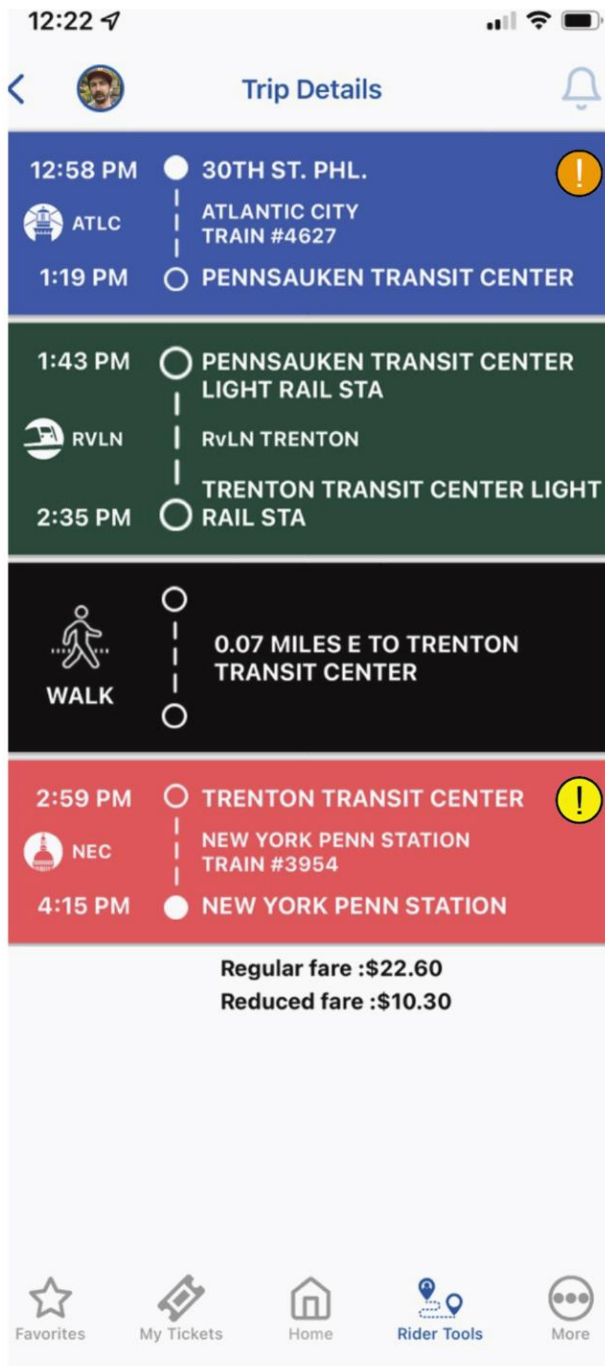 12:22
Trip Details
12:58 PM 30TH ST. PHL.
!
ATLC ATLANTIC CITY
TRAIN #4627
1:19 PM PENNSAUKEN TRANSIT CENTER
1:43 PM PENNSAUKEN TRANSIT CENTER
LIGHT RAIL STA
RVLN RvLN TRENTON
TRENTON TRANSIT CENTER LIGHT
2:35 PM RAIL STA
0.07 MILES E TO TRENTON
TRANSIT CENTER
WALK
2:59 PM TRENTON TRANSIT CENTER
!
NEC NEW YORK PENN STATION
TRAIN #3954
4:15 PM NEW YORK PENN STATION
Regular fare :$22.60
Reduced fare :$10.30
Favorites My Tickets Home Rider Tools More